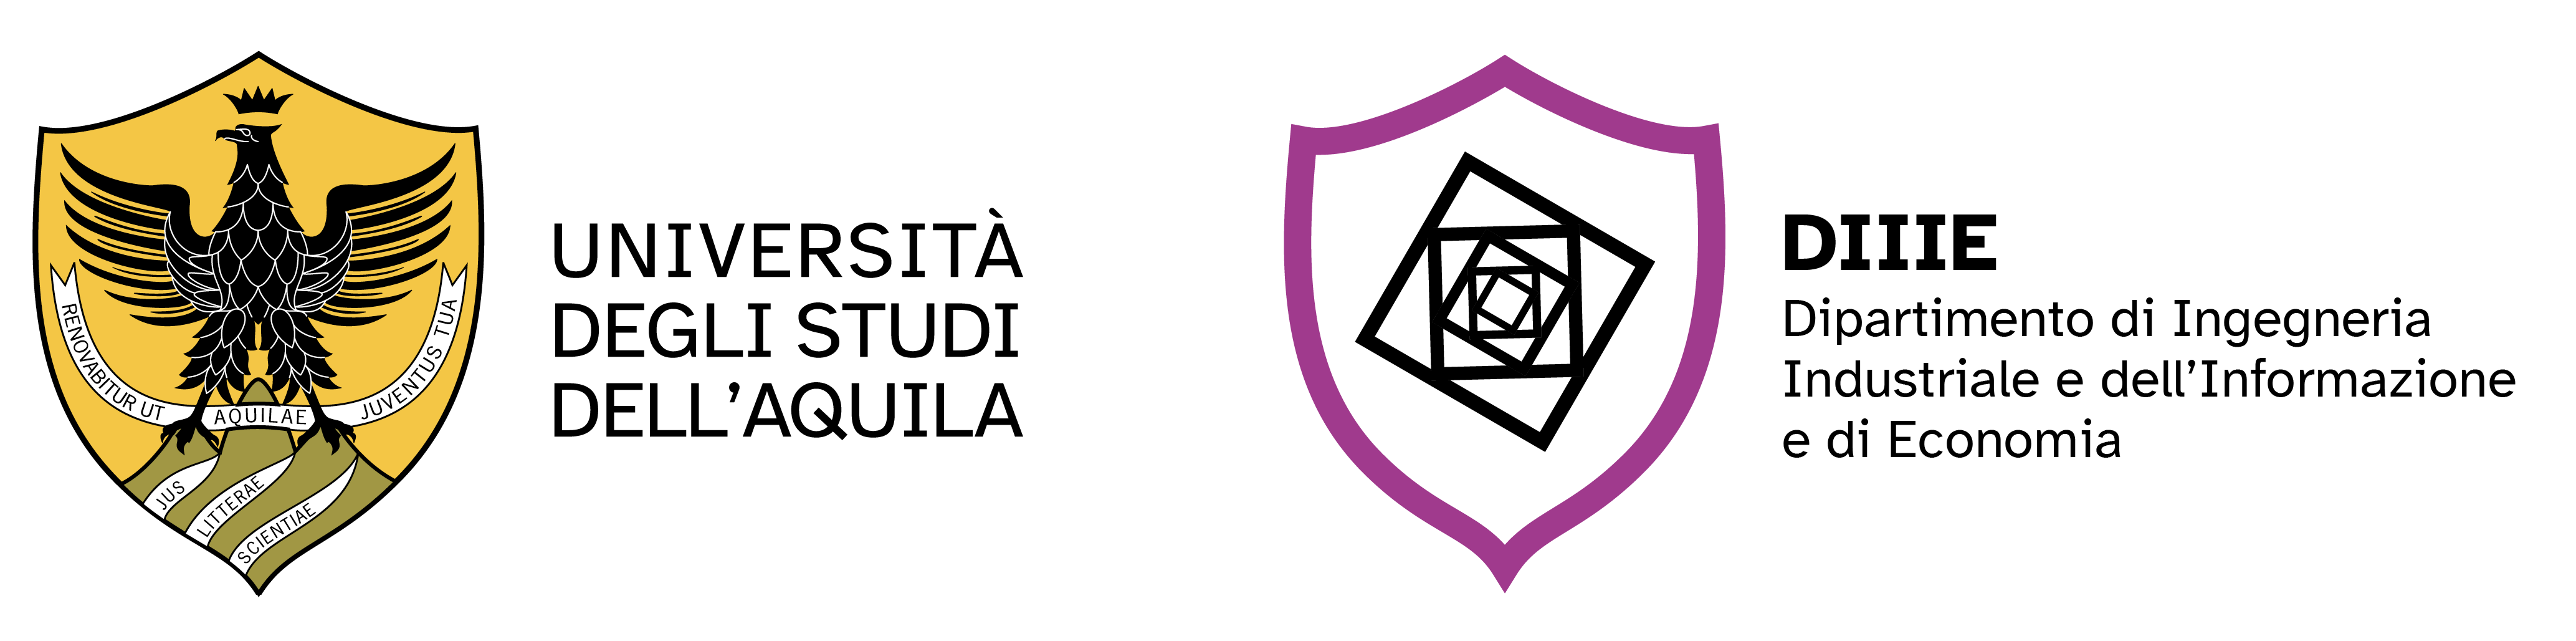 RENOVABITUR UT
AQUILAE
JUVENTUS TUA
JUS
LITTERAE
SCIENTIAE
UNIVERSITÀ
DEGLI STUDI
DELL’AQUILA
DIIIE
Dipartimento di Ingegneria
Industriale e dell’Informazione
e di Economia